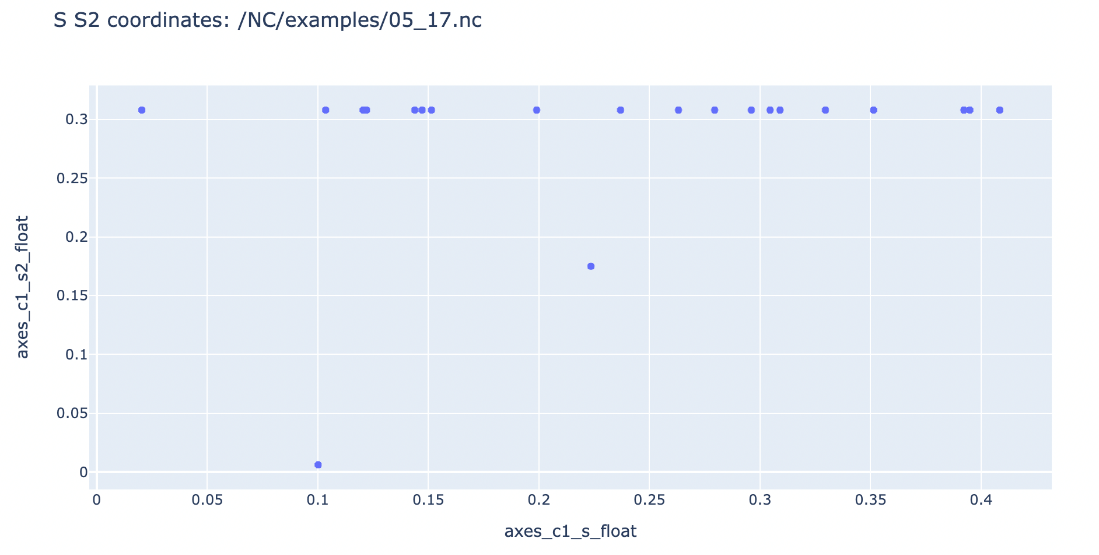 S S2 coordinates: /NC/examples/05_17.nc
0.3
0.25
0.2
0.15
0.1
0.05
0
axes_c1_s2_float
0 0.05 0.1 0.15 0.2 0.25 0.3 0.35 0.4
axes_c1_s_float